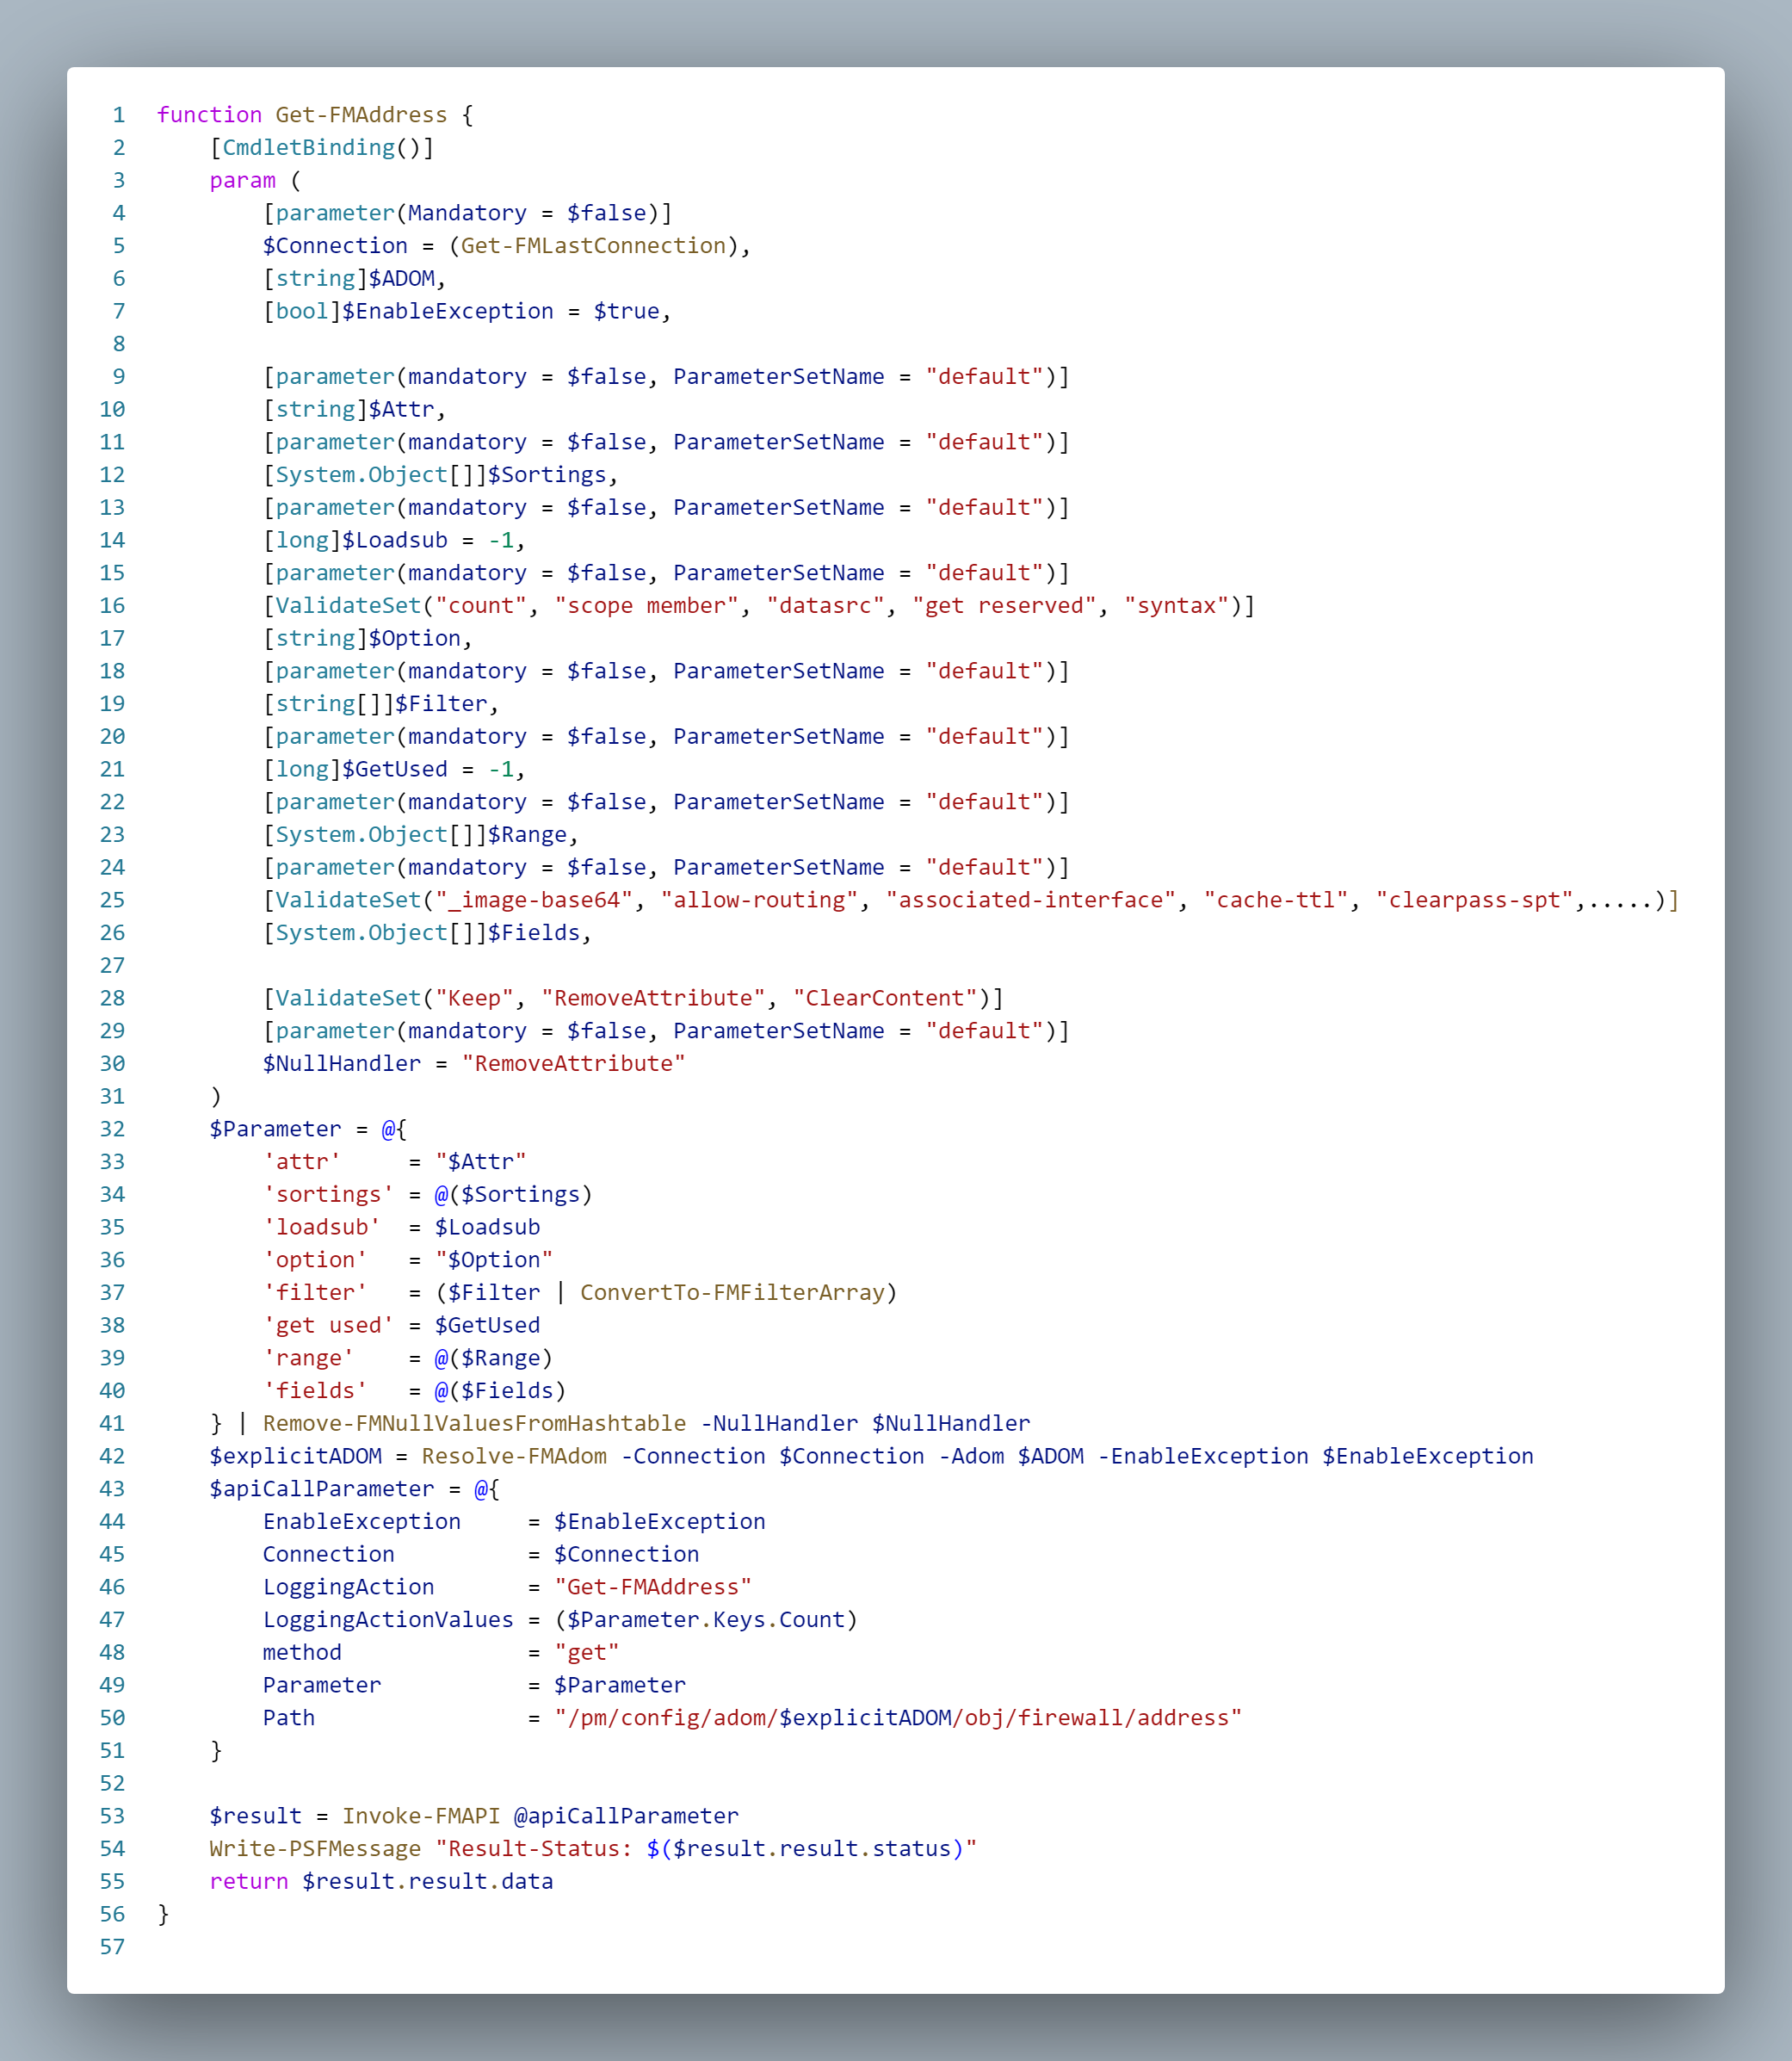 1 function Get-FMAddress {
2     [CmdletBinding()]
3     param (
4         [parameter(Mandatory = $false)]
5         $Connection = (Get-FMLastConnection),
6         [string]$ADOM,
7         [bool]$EnableException = $true,
8
9         [parameter(mandatory = $false, ParameterSetName = "default")]
10         [string]$Attr,
11         [parameter(mandatory = $false, ParameterSetName = "default")]
12         [System.Object[]]$Sortings,
13         [parameter(mandatory = $false, ParameterSetName = "default")]
14         [long]$Loadsub = -1,
15         [parameter(mandatory = $false, ParameterSetName = "default")]
16         [ValidateSet("count", "scope member", "datasrc", "get reserved", "syntax")]
17         [string]$Option,
18         [parameter(mandatory = $false, ParameterSetName = "default")]
19         [string[]]$Filter,
20         [parameter(mandatory = $false, ParameterSetName = "default")]
21         [long]$GetUsed = -1,
22         [parameter(mandatory = $false, ParameterSetName = "default")]
23         [System.Object[]]$Range,
24         [parameter(mandatory = $false, ParameterSetName = "default")]
25         [ValidateSet("_image-base64", "allow-routing", "associated-interface", "cache-ttl", "clearpass-spt",.....)]
26         [System.Object[]]$Fields,
27
28         [ValidateSet("Keep", "RemoveAttribute", "ClearContent")]
29         [parameter(mandatory = $false, ParameterSetName = "default")]
30         $NullHandler = "RemoveAttribute"
31     )
32     $Parameter = @{
33         'attr'     = "$Attr"
34         'sortings' = @($Sortings)
35         'loadsub'  = $Loadsub
36         'option'   = "$Option"
37         'filter'   = ($Filter | ConvertTo-FMFilterArray)
38         'get used' = $GetUsed
39         'range'    = @($Range)
40         'fields'   = @($Fields)
41     } | Remove-FMNullValuesFromHashtable -NullHandler $NullHandler
42     $explicitADOM = Resolve-FMAdom -Connection $Connection -Adom $ADOM -EnableException $EnableException
43     $apiCallParameter = @{
44         EnableException     = $EnableException
45         Connection          = $Connection
46         LoggingAction       = "Get-FMAddress"
47         LoggingActionValues = ($Parameter.Keys.Count)
48         method              = "get"
49         Parameter           = $Parameter
50         Path                = "/pm/config/adom/$explicitADOM/obj/firewall/address"
51     }
52
53     $result = Invoke-FMAPI @apiCallParameter
54     Write-PSFMessage "Result-Status: $($result.result.status)"
55     return $result.result.data
56 }
57